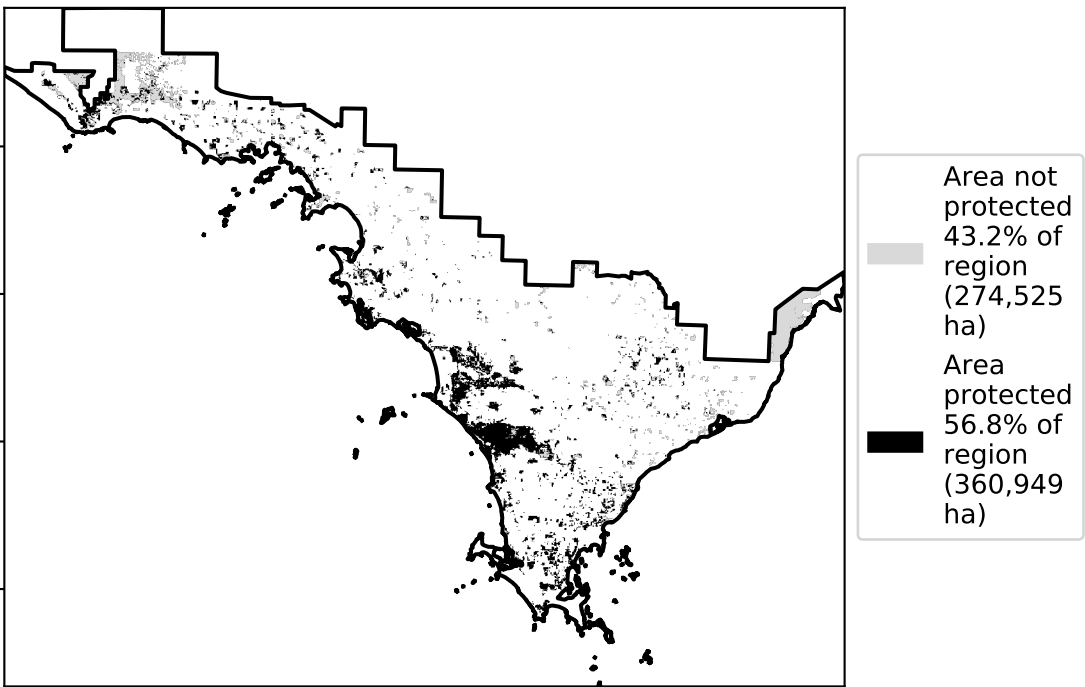 Area not
protected
43.2% of
region
(274,525
ha)
Area
protected
56.8% of
region
(360,949
ha)